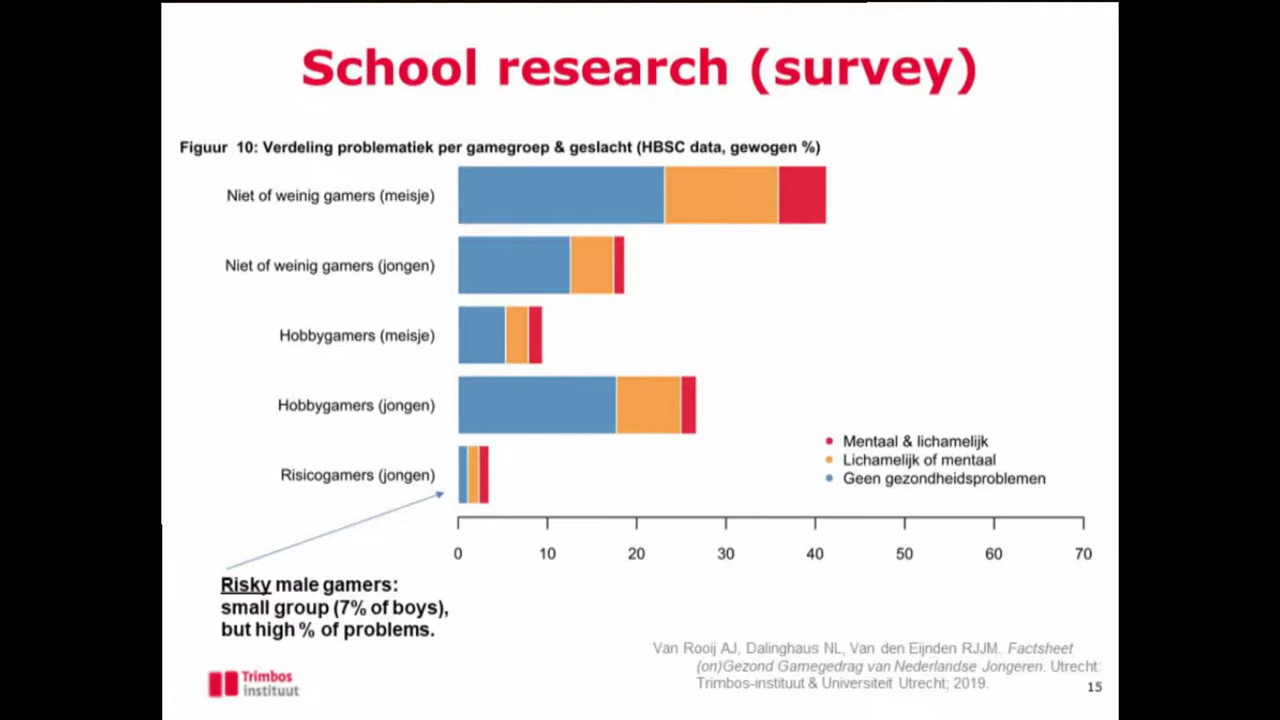 School research (survey)
Figuur 10: Verdeling problematiek per gamegroep & geslacht (HBSC data, gewogen %)
Niet of weinig gamers (meisje)
Niet of weinig gamers (jongen)
Hobbygamers (meisje)
Hobbygamers (jongen)
Risicogamers (jongen)
Mentaal & lichamelijk
Lichamelijk of mentaal
Geen gezondheidsproblemen
0 10 20 30 40 50 60 70
Risky male gamers:
small group (7% of boys),
but high % of problems.
Van Rooij AJ, Dalinghaus NL, Van den Eijnden RJJM. Factsheet
(on)Gezond Gamegedrag van Nederlandse Jongeren. Utrecht:
Trimbos-instituut & Universiteit Utrecht; 2019.
15
Trimbos
instituut